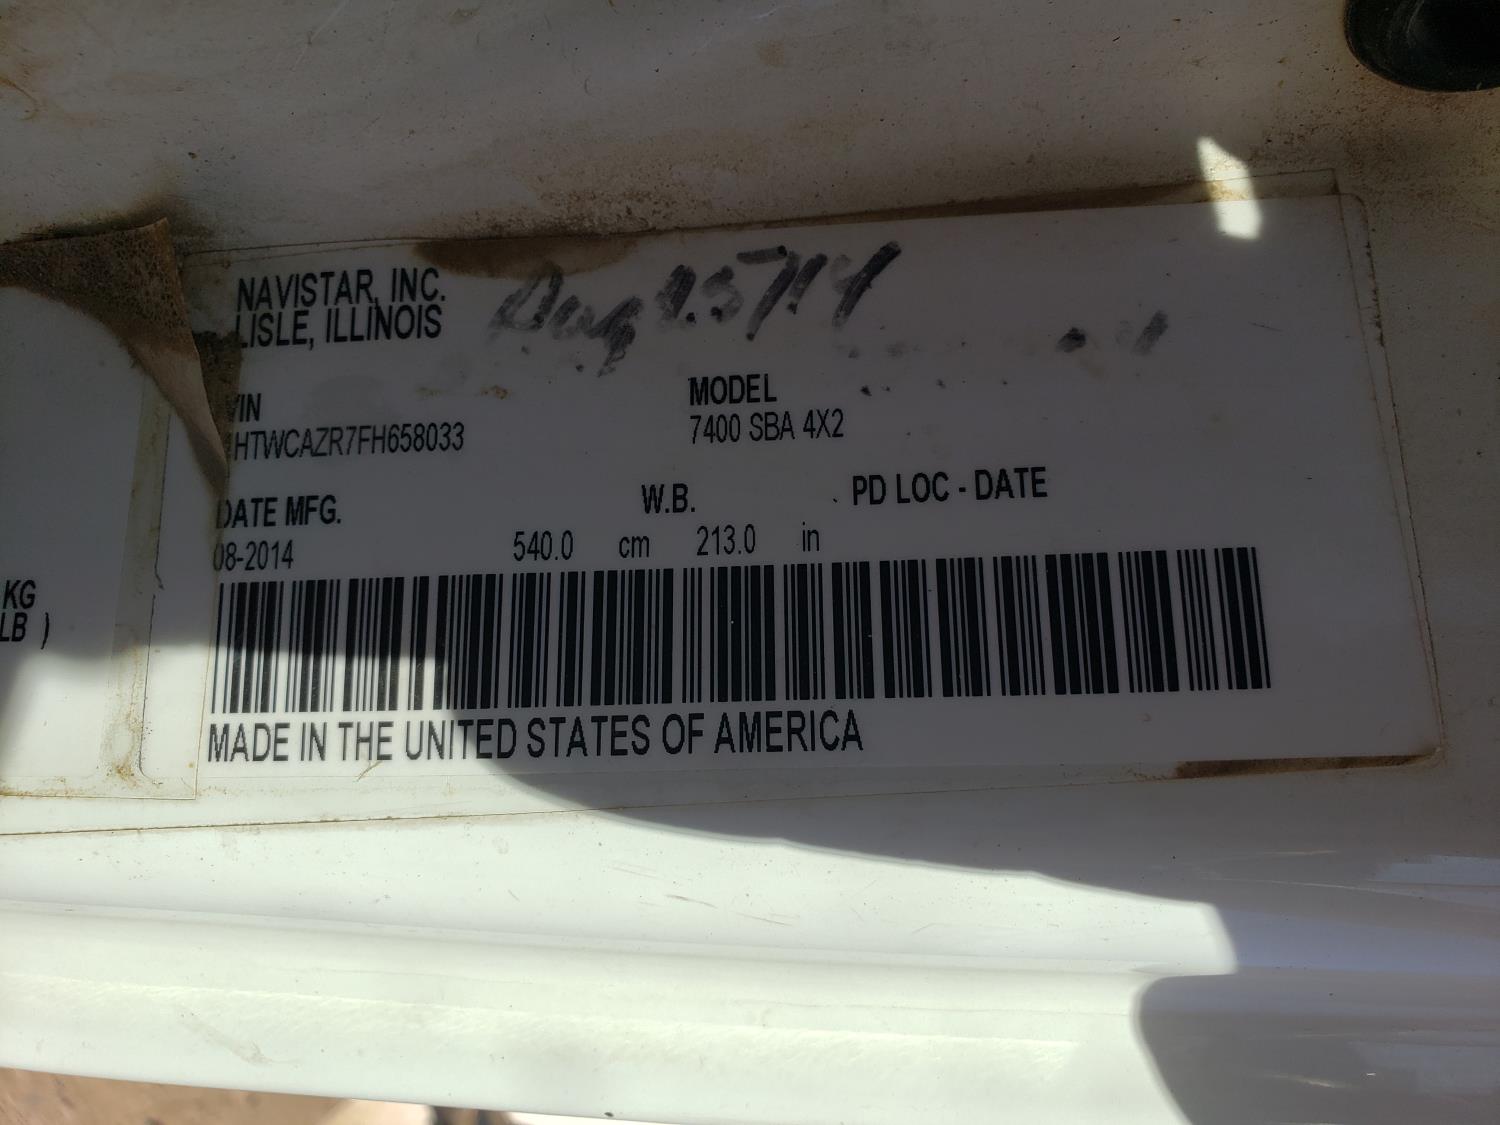 NAVISTAR, INC.
LISLE, ILLINOIS
Aug
VIN
HTWCAZR7FH658033
MODEL
7400 SBA 4X2
DATE MFG.
08-2014
W.B.
540.0 cm 213.0 in
PD LOC - DATE
MADE IN THE UNITED STATES OF AMERICA
KG
LB )